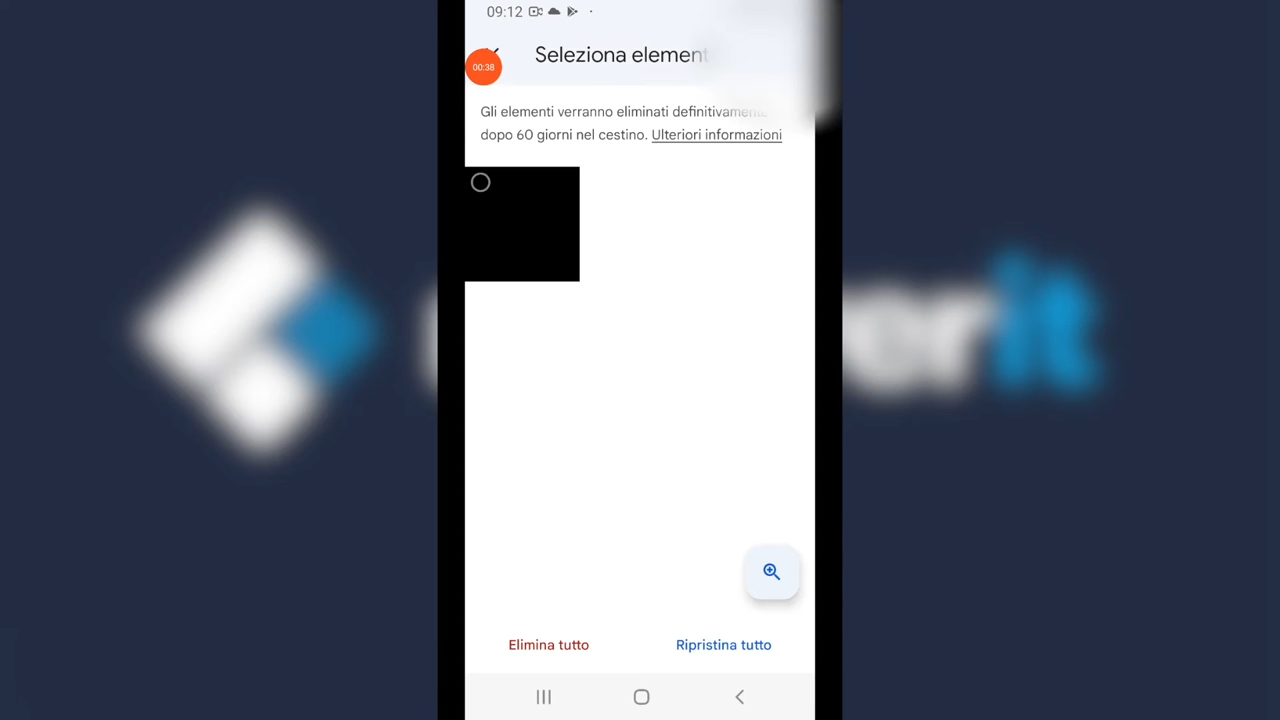 09:12
00:38
Seleziona element
Gli elementi verranno eliminati definitivamente
dopo 60 giorni nel cestino. Ulteriori informazioni
Elimina tutto
Ripristina tutto
erit